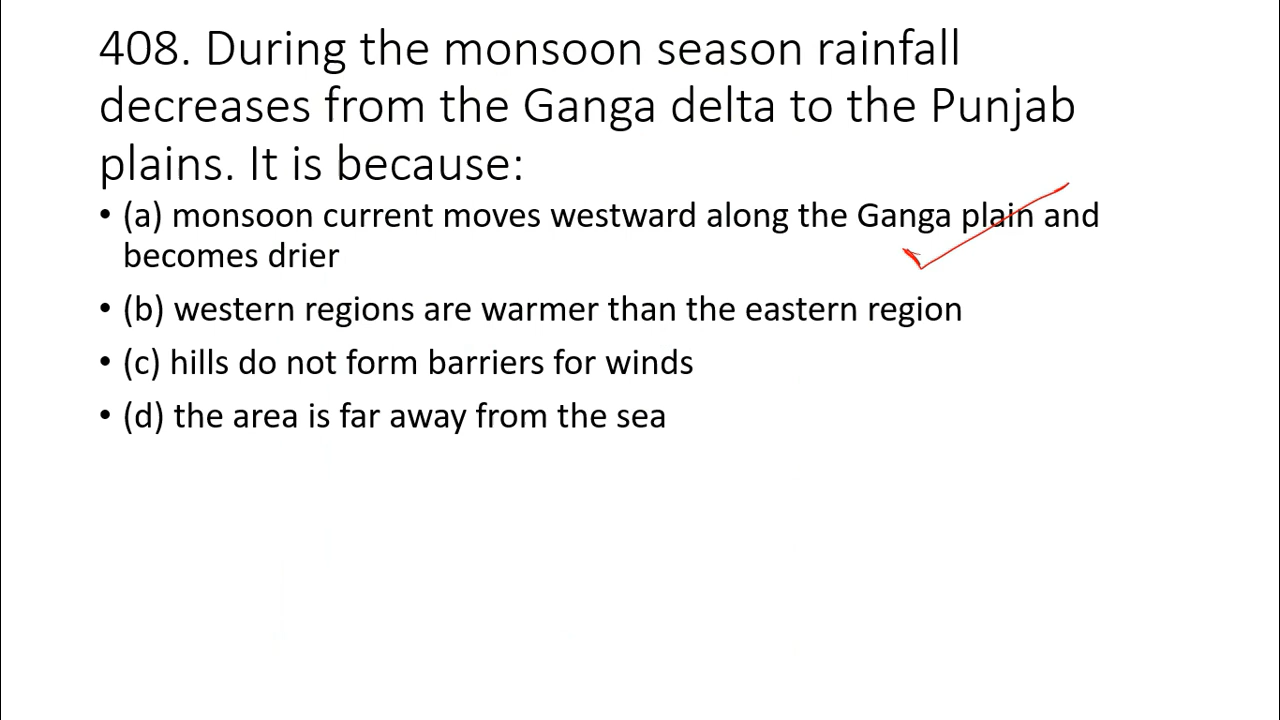 408. During the monsoon season rainfall
decreases from the Ganga delta to the Punjab
plains. It is because:
• (a) monsoon current moves westward along the Ganga plain and
becomes drier
• (b) western regions are warmer than the eastern region
• (c) hills do not form barriers for winds
• (d) the area is far away from the sea